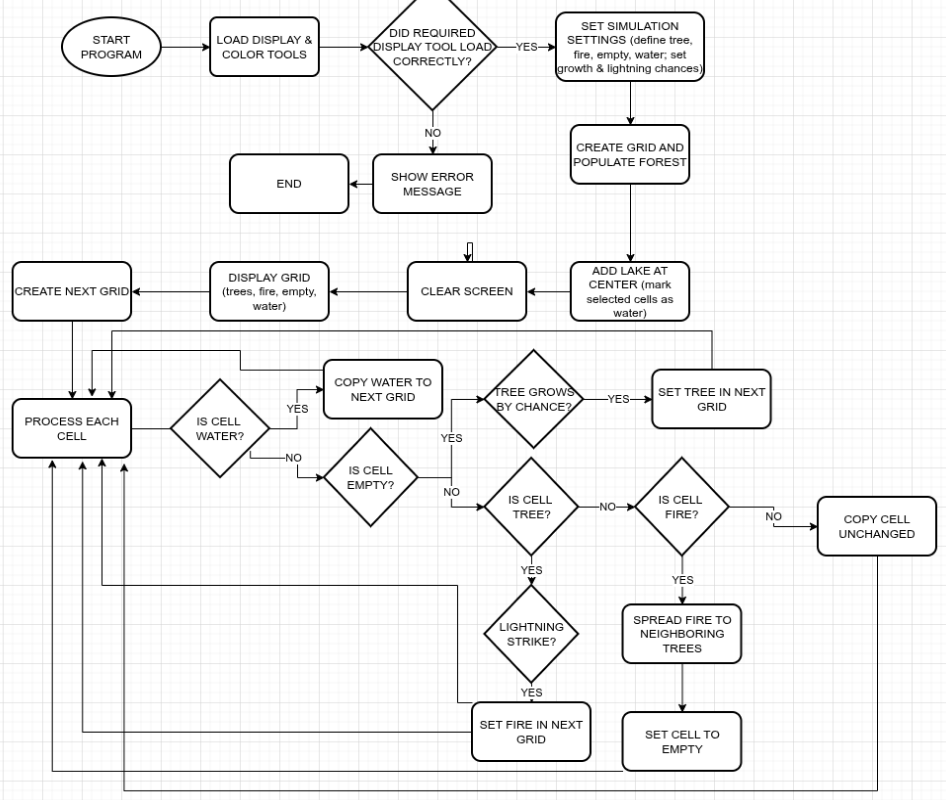 START
PROGRAM
LOAD DISPLAY &
COLOR TOOLS
DID REQUIRED
DISPLAY TOOL LOAD
CORRECTLY?
YES
SET SIMULATION
SETTINGS (define tree,
fire, empty, water; set
growth & lightning chances)
NO
CREATE GRID AND
POPULATE FOREST
END
SHOW ERROR
MESSAGE
CREATE NEXT GRID
DISPLAY GRID
(trees, fire, empty,
water)
CLEAR SCREEN
ADD LAKE AT
CENTER (mark
selected cells as
water)
PROCESS EACH
CELL
IS CELL
WATER?
YES
COPY WATER TO
NEXT GRID
TREE GROWS
BY CHANCE?
YES
SET TREE IN NEXT
GRID
NO
IS CELL
EMPTY?
YES
NO
IS CELL
TREE?
NO
IS CELL
FIRE?
NO
COPY CELL
UNCHANGED
YES
YES
LIGHTNING
STRIKE?
SPREAD FIRE TO
NEIGHBORING
TREES
YES
SET FIRE IN NEXT
GRID
SET CELL TO
EMPTY